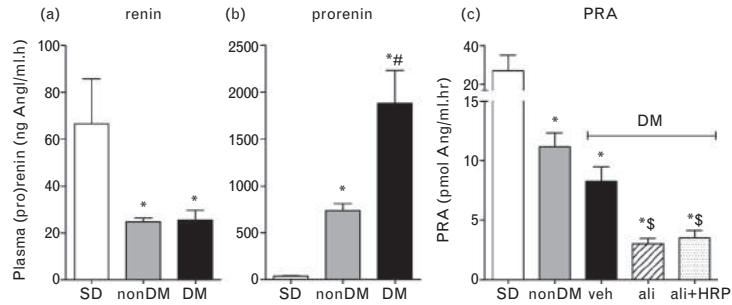 (a) renin
(b) prorenin
(c) PRA
Plasma (pro)renin (ng AngI/ml.h)
100
80
60
40
20
0
*
*
SD nonDM DM
2500
2000
1500
1000
500
0
*
*#
SD nonDM DM
PRA (pmol Ang/ml.hr)
40
20
15
10
5
0
DM
*
*
*$
*$
SD nonDM veh ali ali+HRP